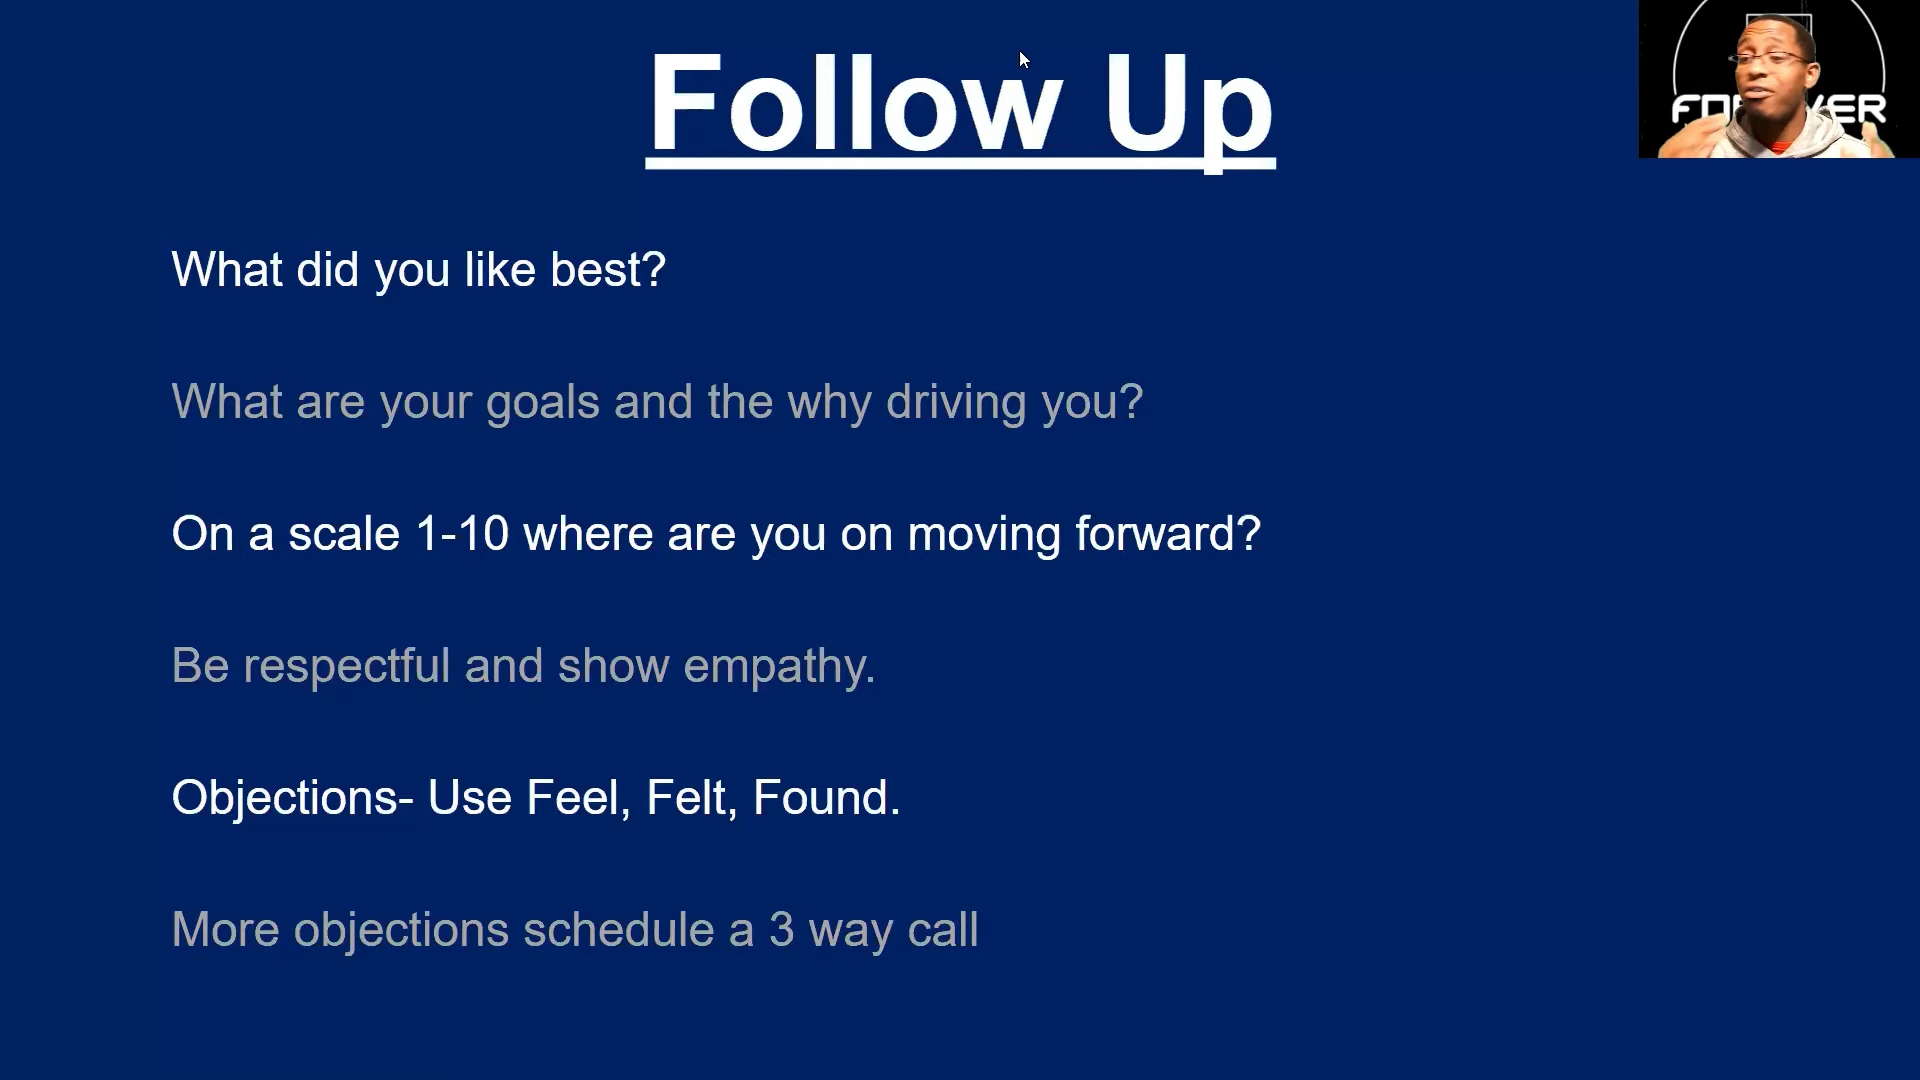 Follow Up
What did you like best?
What are your goals and the why driving you?
On a scale 1-10 where are you on moving forward?
Be respectful and show empathy.
Objections- Use Feel, Felt, Found.
More objections schedule a 3 way call